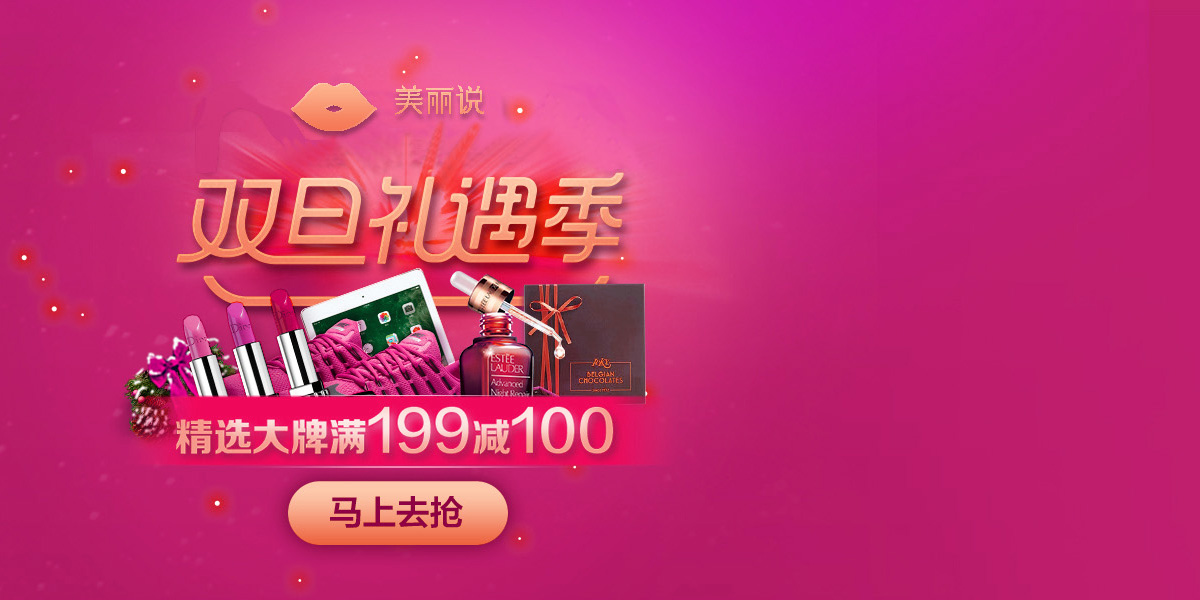 美丽说
双旦礼遇季
ESTĒE
LAUDER
Advanced
Night Repair
BELGIAN
CHOCOLATES
精选大牌满199减100
马上去抢